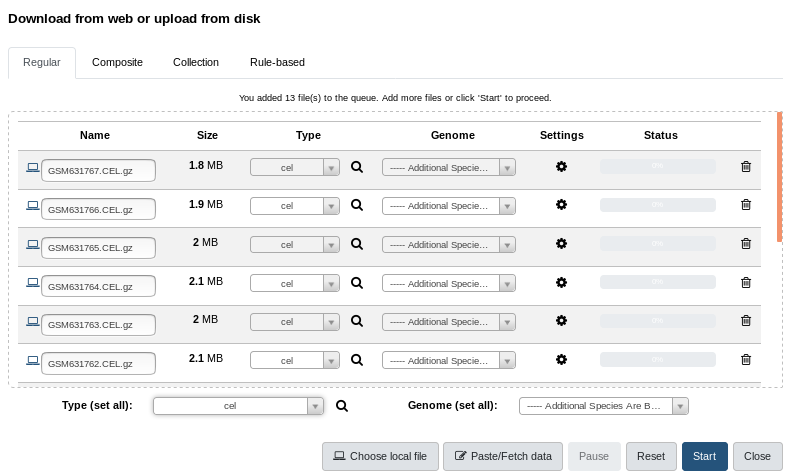 Download from web or upload from disk
Regular Composite Collection Rule-based
You added 13 file(s) to the queue. Add more files or click 'Start' to proceed.
Name Size Type Genome Settings Status
GSM631767.CEL.gz 1.8 MB cel ----- Additional Specie... 0%
GSM631766.CEL.gz 1.9 MB cel ----- Additional Specie... 0%
GSM631765.CEL.gz 2 MB cel ----- Additional Specie... 0%
GSM631764.CEL.gz 2.1 MB cel ----- Additional Specie... 0%
GSM631763.CEL.gz 2 MB cel ----- Additional Specie... 0%
GSM631762.CEL.gz 2.1 MB cel ----- Additional Specie... 0%
Type (set all): cel Genome (set all): ----- Additional Species Are B...
Choose local file Paste/Fetch data Pause Reset Start Close